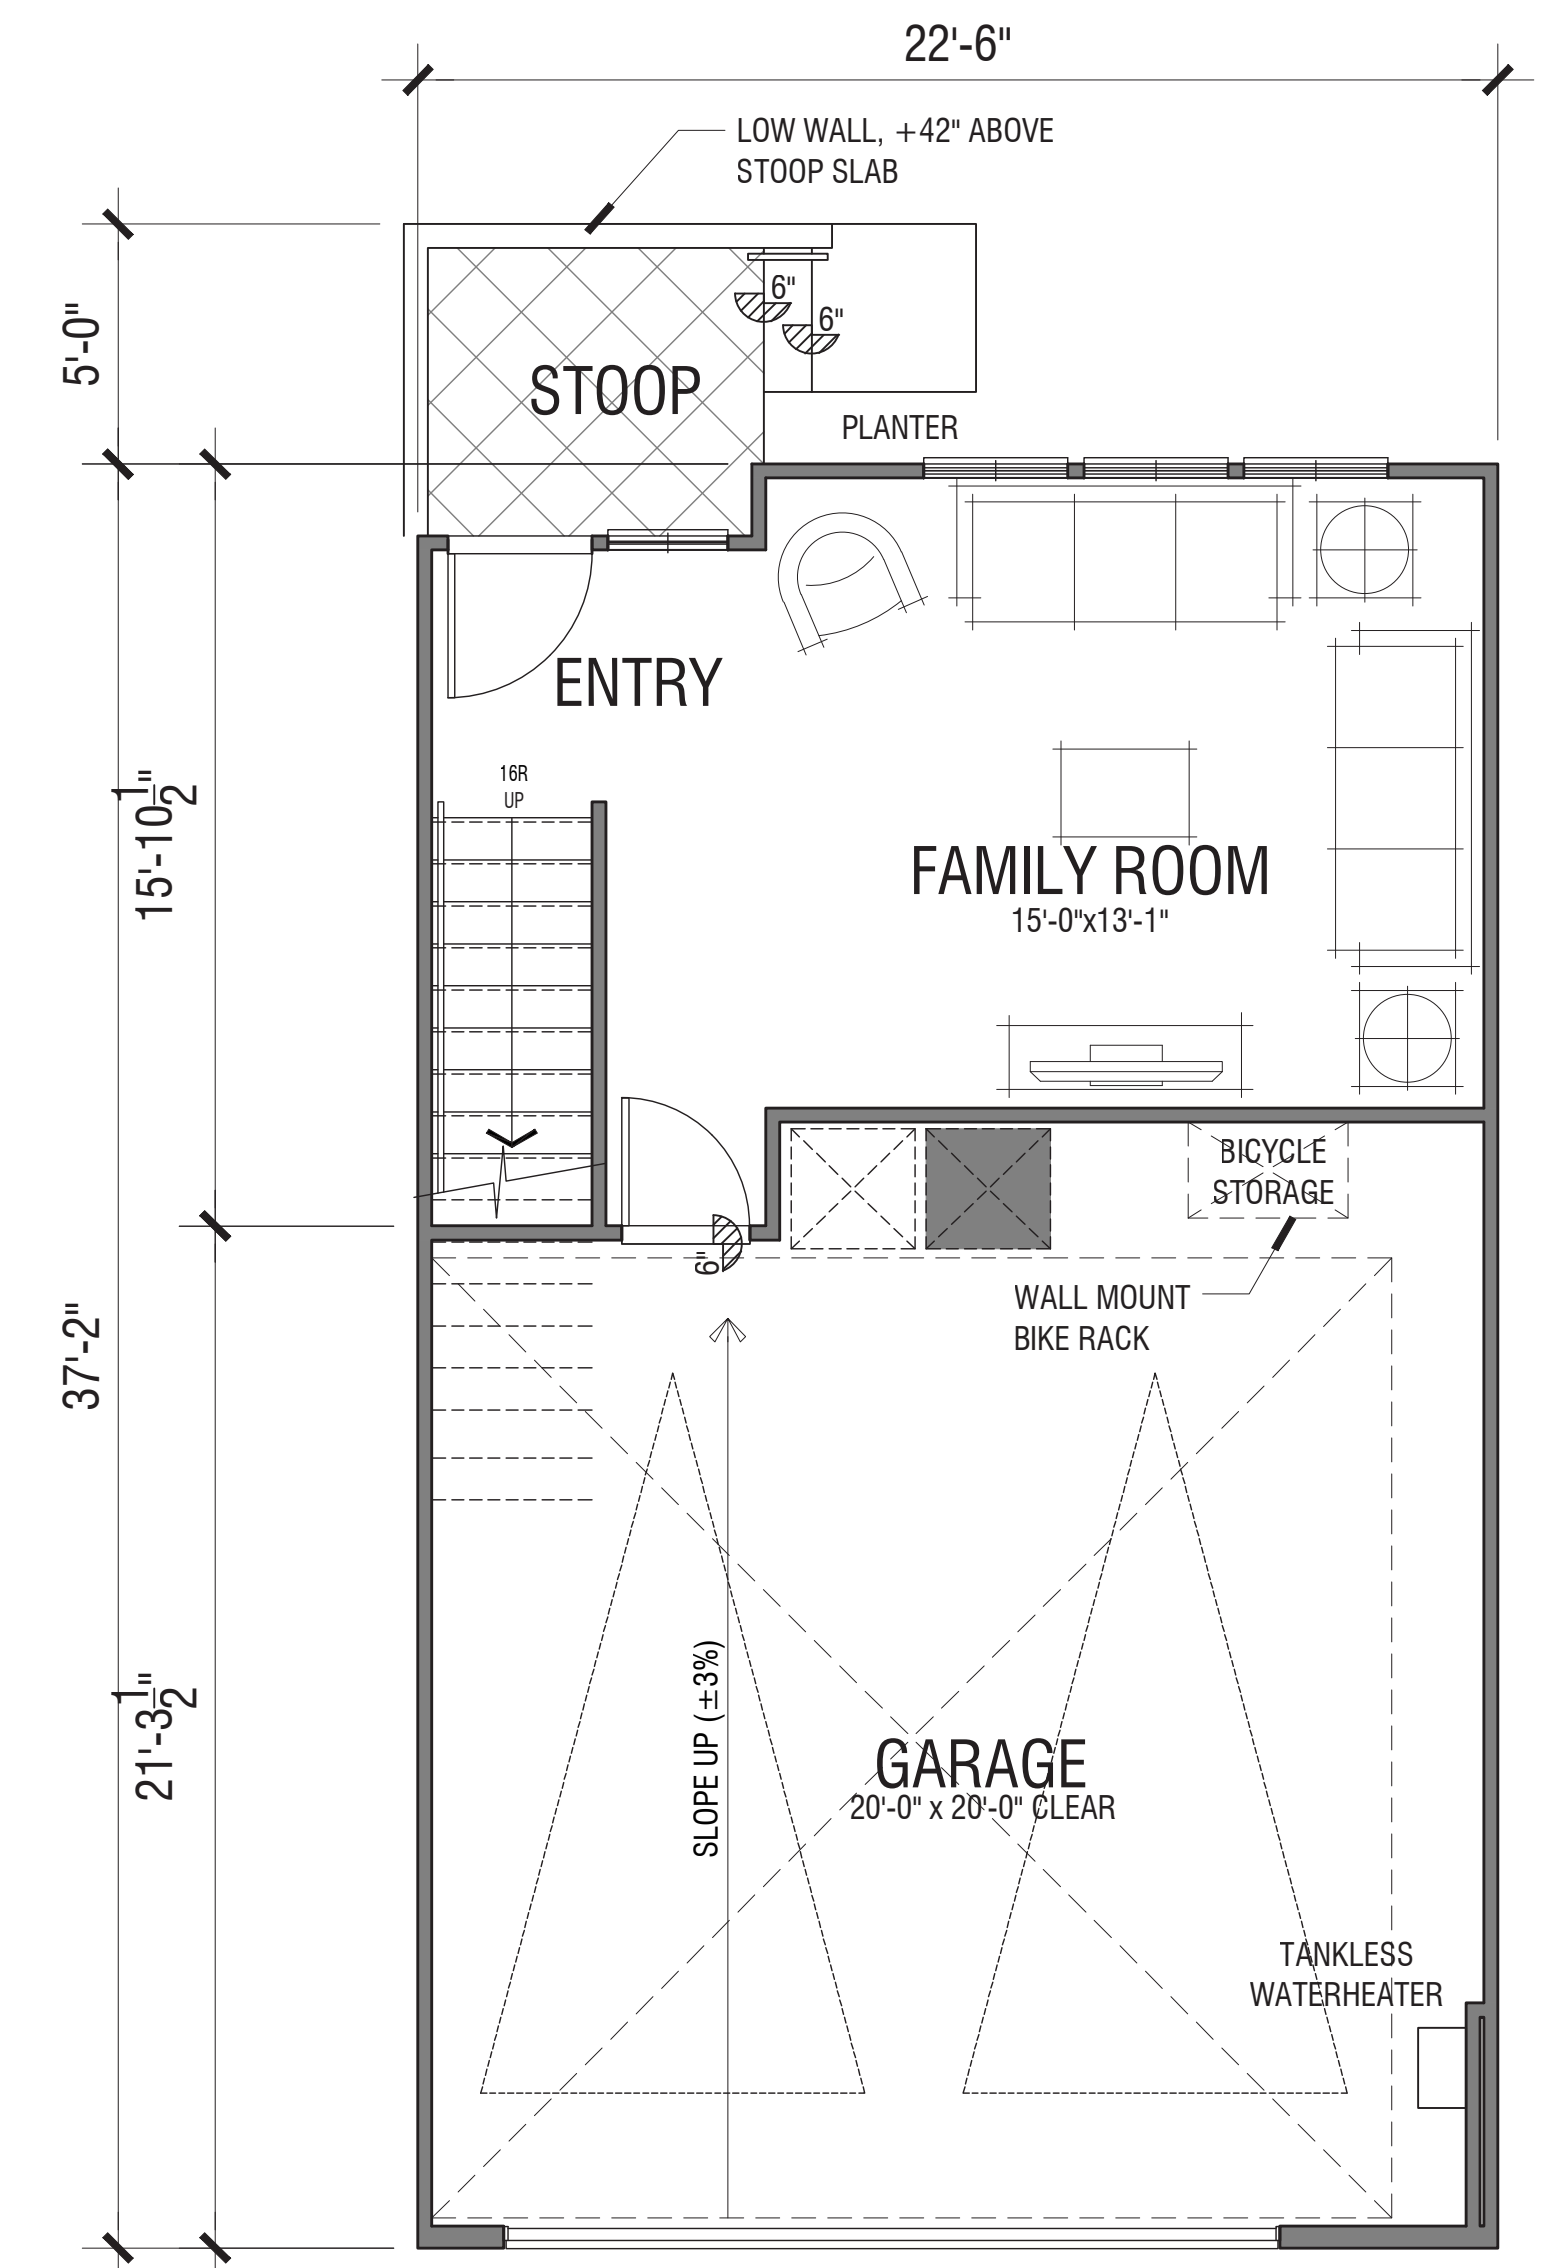 22'-6"
LOW WALL, +42" ABOVE
STOOP SLAB
5'-0"
6"
6"
STOOP
PLANTER
ENTRY
16R
UP
15'-10 1/2"
FAMILY ROOM
15'-0"x13'-1"
BICYCLE
STORAGE
6"
WALL MOUNT
BIKE RACK
37'-2"
21'-3 1/2"
SLOPE UP (±3%)
GARAGE
20'-0" x 20'-0" CLEAR
TANKLESS
WATERHEATER